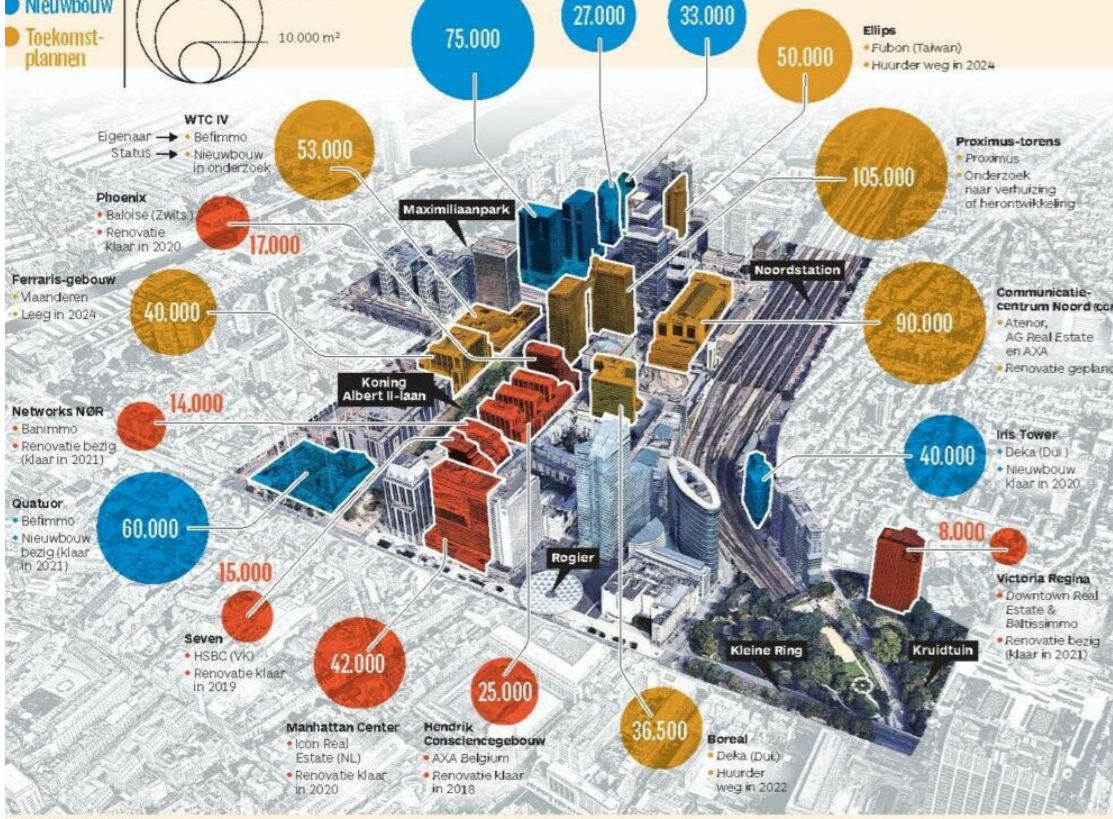 Nieuwbouw
Toekomst-
plannen
10.000 m²
75.000
27.000
33.000
50.000
Ellips
Fubon (Taiwan)
Huurder weg in 2024
WTC IV
Eigenaar → Befimmo
Status → Nieuwbouw
in onderzoek
53.000
Proximus-torens
Proximus
Onderzoek
naar verhuizing
of herontwikkeling
105.000
Phoenix
Baloise (Zwits.)
Renovatie
klaar in 2020
17.000
Maximiliaanpark
Noordstation
Ferraris-gebouw
Vlaanderen
Leeg in 2024
40.000
Communicatie-
centrum Noord
Atenor,
AG Real Estate
en AXA
Renovatie gepland
90.000
Koning
Albert II-laan
Networks NØR
Banimmo
Renovatie bezig
(klaar in 2021)
14.000
Iris Tower
Deka (Dui.)
Nieuwbouw
klaar in 2020
40.000
Quatuor
Befimmo
Nieuwbouw
bezig (klaar
in 2021)
60.000
8.000
Victoria Regina
Downtown Real
Estate &
Baltissimmo
Renovatie bezig
(klaar in 2021)
Rogier
15.000
Seven
HSBC (VK)
Renovatie klaar
in 2019
Kleine Ring
Kruidtuin
42.000
Manhattan Center
Icon Real
Estate (NL)
Renovatie klaar
in 2020
25.000
Hendrik
Consciencegebouw
AXA Belgium
Renovatie klaar
in 2018
36.500
Boreal
Deka (Dui.)
Huurder
weg in 2022